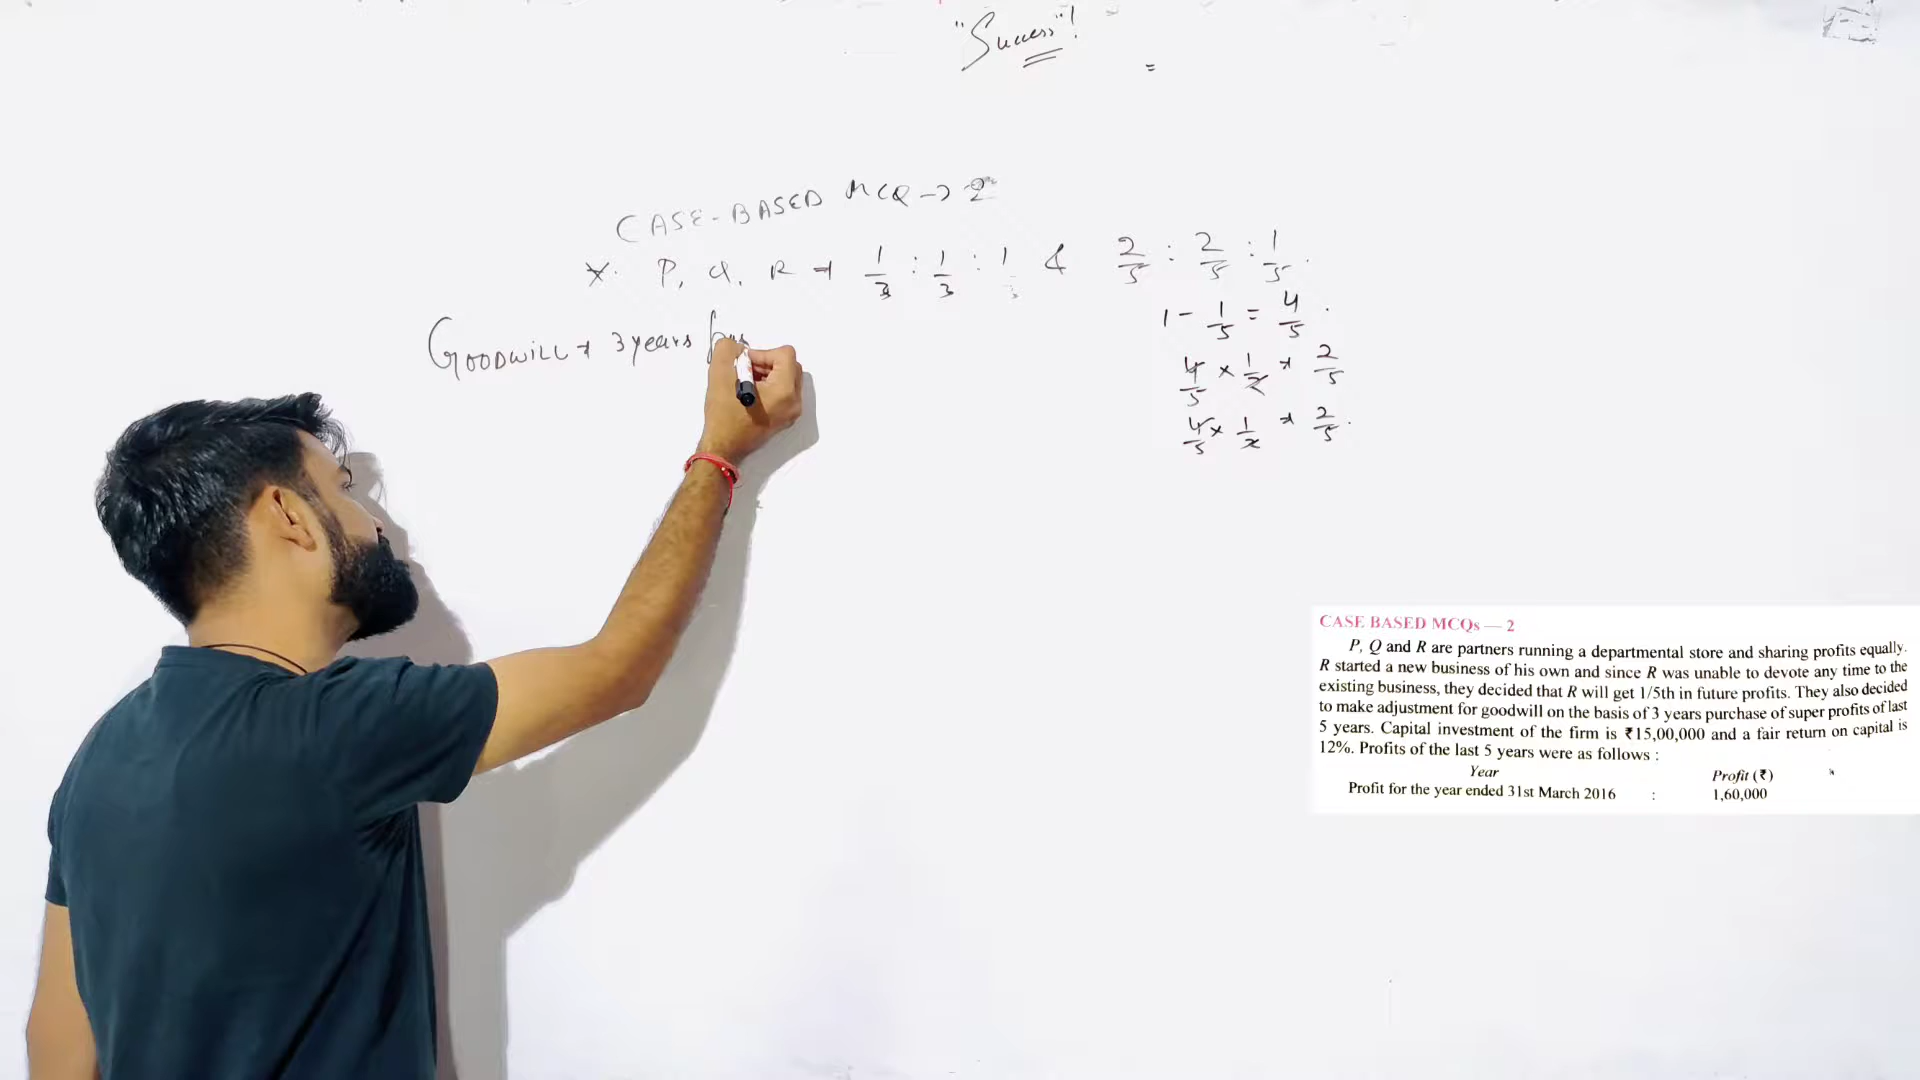 "Success"!
=
CASE-BASED MCQ → 2
* P, Q, R → 1/3 : 1/3 : 1/3 & 2/5 : 2/5 : 1/5.
1 - 1/5 = 4/5.
4/5 × 1/2 → 2/5
4/5 × 1/2 → 2/5.
GOODWILL → 3 years
CASE BASED MCQs — 2
P, Q and R are partners running a departmental store and sharing profits equally.
R started a new business of his own and since R was unable to devote any time to the
existing business, they decided that R will get 1/5th in future profits. They also decided
to make adjustment for goodwill on the basis of 3 years purchase of super profits of last
5 years. Capital investment of the firm is ₹15,00,000 and a fair return on capital is
12%. Profits of the last 5 years were as follows :
Year Profit (₹)
Profit for the year ended 31st March 2016 : 1,60,000